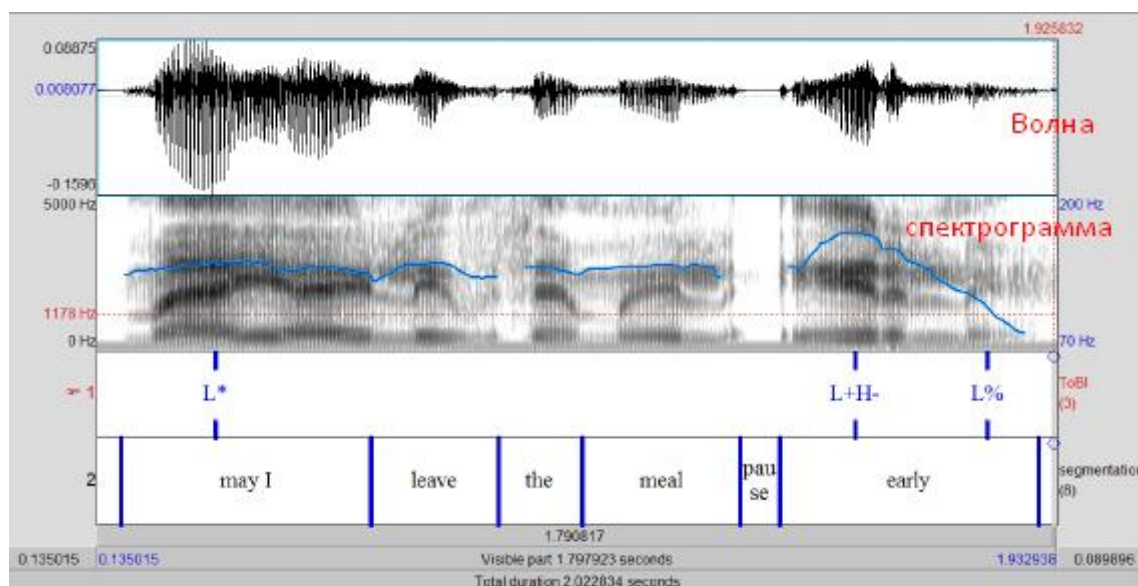 1.925832
0.08875
0.008077
Волна
-0.1590
5000 Hz
200 Hz
спектрограмма
1178 Hz
0 Hz
70 Hz
1
L*
L+H-
L%
ToBI
(3)
2
may I
leave
the
meal
pau
se
early
segmentation
(8)
1.790817
0.135015
0.135015
Visible part 1.797923 seconds
1.932938
0.089896
Total duration 2.022834 seconds